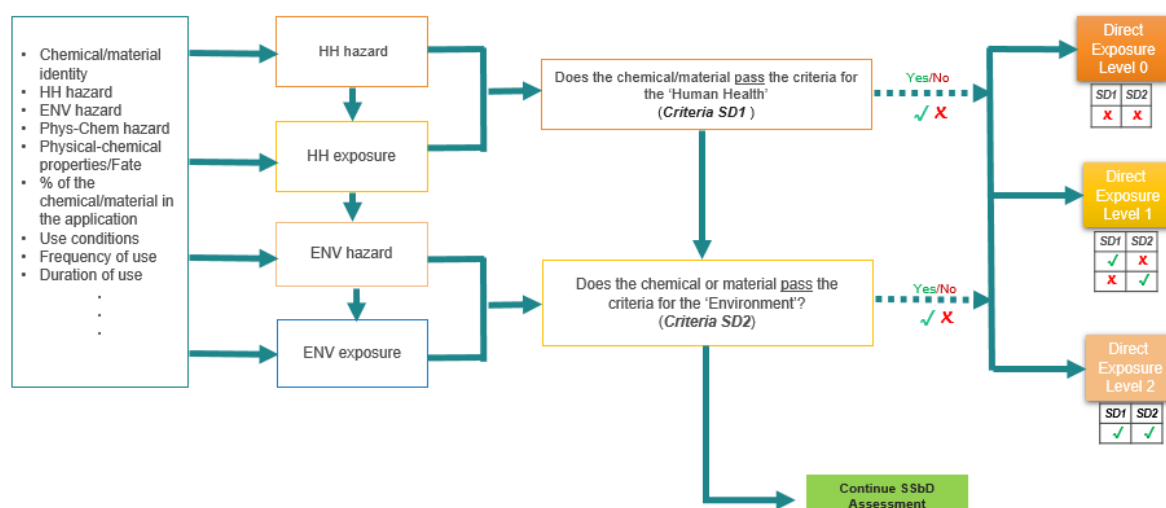 • Chemical/material
identity
• HH hazard
• ENV hazard
• Phys-Chem hazard
• Physical-chemical
properties/Fate
• % of the
chemical/material in
the application
• Use conditions
• Frequency of use
• Duration of use
.
.
.
HH hazard
HH exposure
ENV hazard
ENV exposure
Does the chemical/material pass the criteria for
the ‘Human Health’
(Criteria SD1 )
Yes/No
✓ x
Does the chemical or material pass the
criteria for the ‘Environment’?
(Criteria SD2)
Yes/No
✓ x
Direct
Exposure
Level 0
SD1 SD2
x x
Direct
Exposure
Level 1
SD1 SD2
✓ x
x ✓
Direct
Exposure
Level 2
SD1 SD2
✓ ✓
Continue SSbD
Assessment